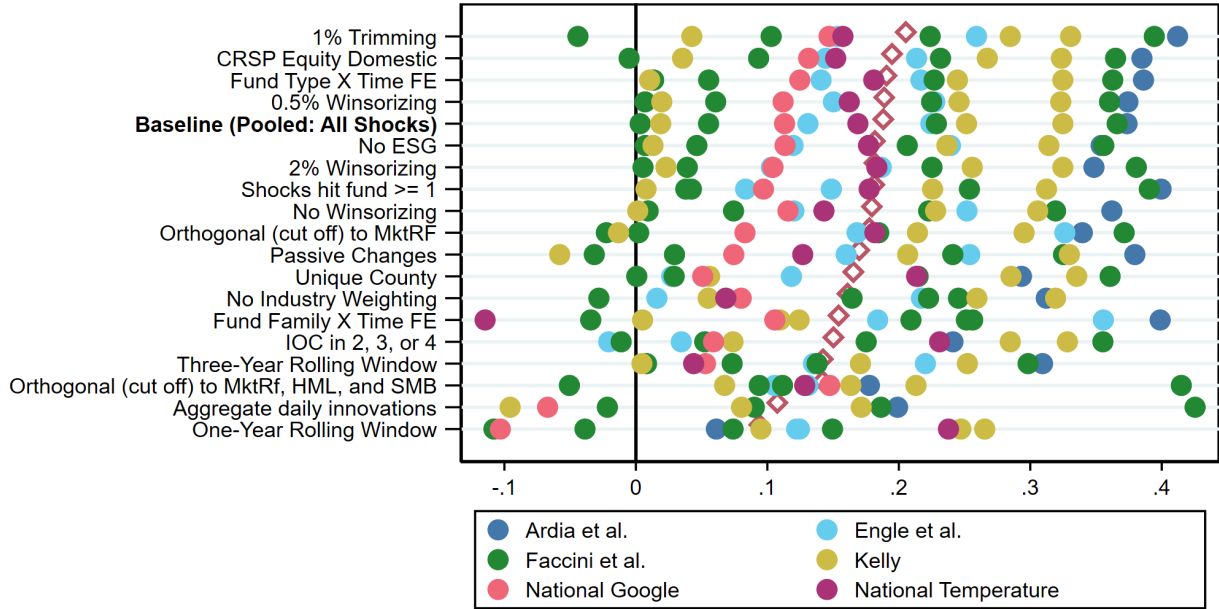 1% Trimming
CRSP Equity Domestic
Fund Type X Time FE
0.5% Winsorizing
Baseline (Pooled: All Shocks)
No ESG
2% Winsorizing
Shocks hit fund >= 1
No Winsorizing
Orthogonal (cut off) to MktRF
Passive Changes
Unique County
No Industry Weighting
Fund Family X Time FE
IOC in 2, 3, or 4
Three-Year Rolling Window
Orthogonal (cut off) to MktRf, HML, and SMB
Aggregate daily innovations
One-Year Rolling Window
-.1 0 .1 .2 .3 .4
Ardia et al. Engle et al.
Faccini et al. Kelly
National Google National Temperature